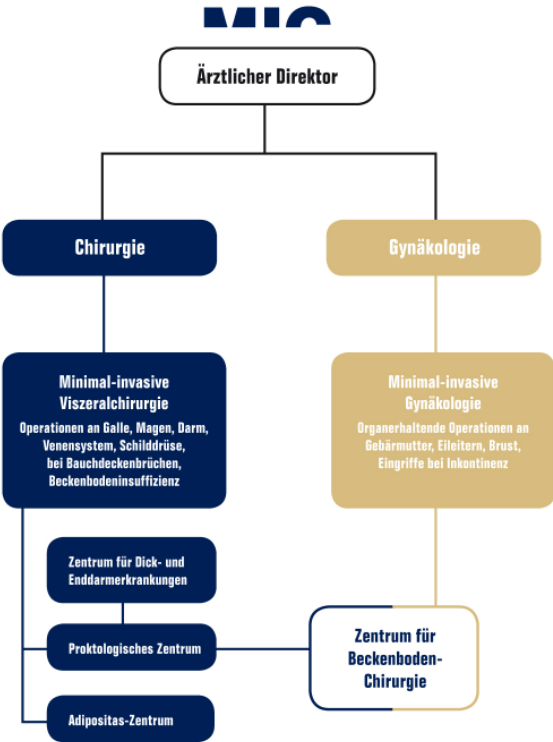 MIC
Ärztlicher Direktor
Chirurgie
Gynäkologie
Minimal-invasive
Viszeralchirurgie
Operationen an Galle, Magen, Darm,
Venensystem, Schilddrüse,
bei Bauchdeckenbrüchen,
Beckenbodeninsuffizienz
Minimal-invasive
Gynäkologie
Organerhaltende Operationen an
Gebärmutter, Eileitern, Brust,
Eingriffe bei Inkontinenz
Zentrum für Dick- und
Enddarmerkrankungen
Proktologisches Zentrum
Adipositas-Zentrum
Zentrum für
Beckenboden-
Chirurgie